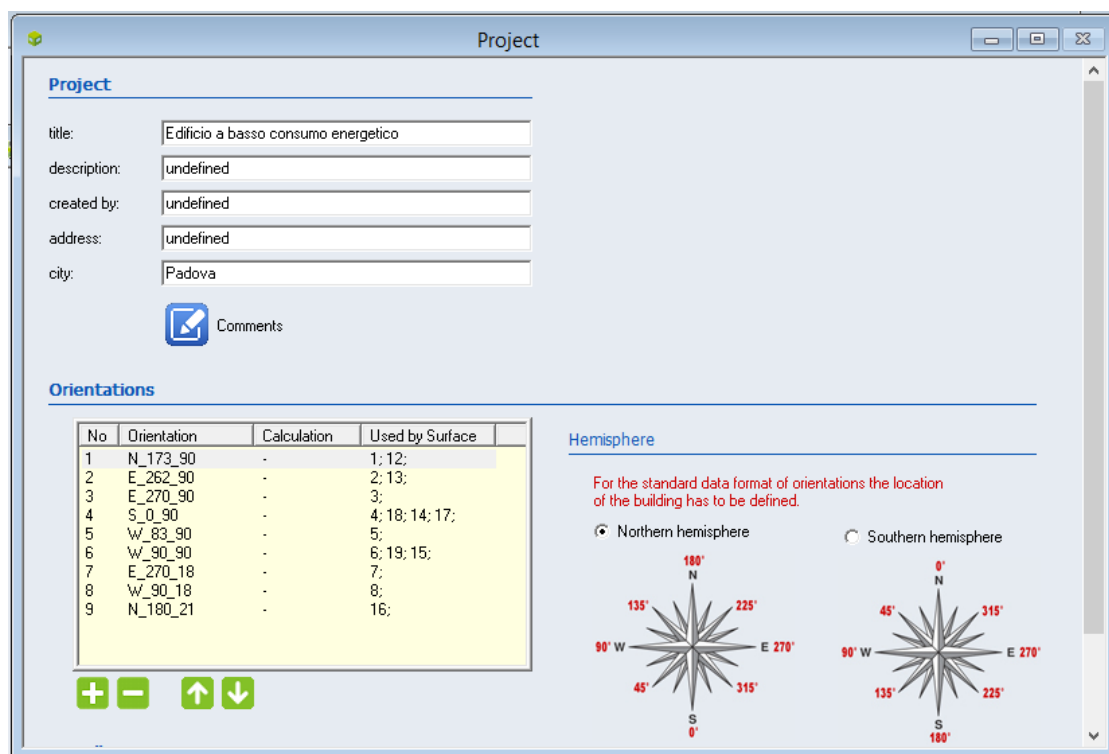 Project
Project
title: Edificio a basso consumo energetico
description: undefined
created by: undefined
address: undefined
city: Padova
Comments
Orientations
No Orientation Calculation Used by Surface
1 N_173_90 - 1; 12;
2 E_262_90 - 2; 13;
3 E_270_90 - 3;
4 S_0_90 - 4; 18; 14; 17;
5 W_83_90 - 5;
6 W_90_90 - 6; 19; 15;
7 E_270_18 - 7;
8 W_90_18 - 8;
9 N_180_21 - 16;
Hemisphere
For the standard data format of orientations the location
of the building has to be defined.
Northern hemisphere
180°
N
135° 225°
90° W E 270°
45° 315°
S
0°
Southern hemisphere
0°
N
45° 315°
90° W E 270°
135° 225°
S
180°